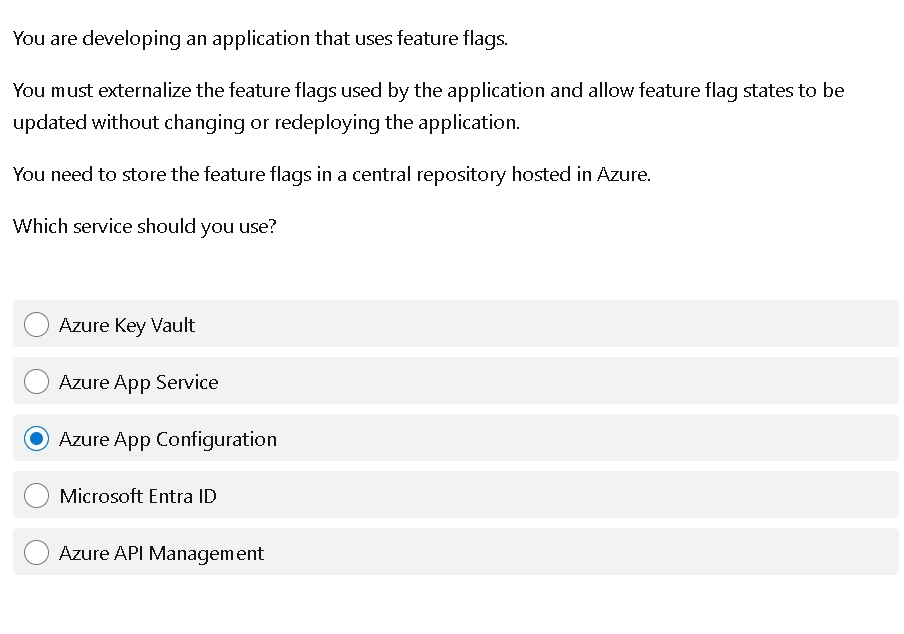 You are developing an application that uses feature flags.
You must externalize the feature flags used by the application and allow feature flag states to be
updated without changing or redeploying the application.
You need to store the feature flags in a central repository hosted in Azure.
Which service should you use?
Azure Key Vault
Azure App Service
Azure App Configuration
Microsoft Entra ID
Azure API Management